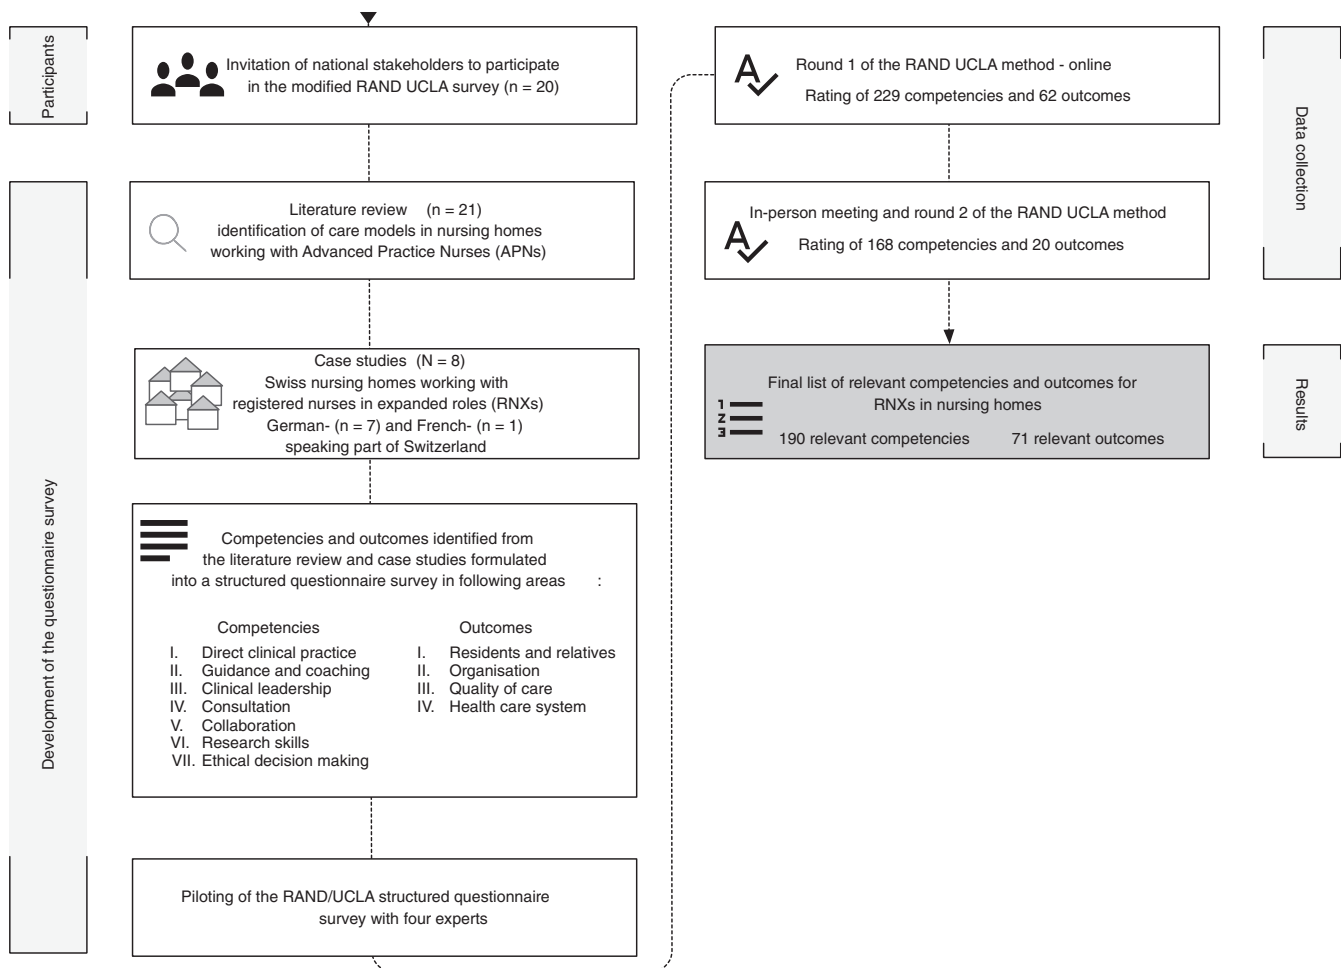 Participants
Invitation of national stakeholders to participate
in the modified RAND UCLA survey (n = 20)
Development of the questionnaire survey
Literature review (n = 21)
identification of care models in nursing homes
working with Advanced Practice Nurses (APNs)
Case studies (N = 8)
Swiss nursing homes working with
registered nurses in expanded roles (RNXs)
German- (n = 7) and French- (n = 1)
speaking part of Switzerland
Competencies and outcomes identified from
the literature review and case studies formulated
into a structured questionnaire survey in following areas :
Competencies
I. Direct clinical practice
II. Guidance and coaching
III. Clinical leadership
IV. Consultation
V. Collaboration
VI. Research skills
VII. Ethical decision making
Outcomes
I. Residents and relatives
II. Organisation
III. Quality of care
IV. Health care system
Piloting of the RAND/UCLA structured questionnaire
survey with four experts
Data collection
Round 1 of the RAND UCLA method - online
Rating of 229 competencies and 62 outcomes
In-person meeting and round 2 of the RAND UCLA method
Rating of 168 competencies and 20 outcomes
Results
1
2
3
Final list of relevant competencies and outcomes for
RNXs in nursing homes
190 relevant competencies 71 relevant outcomes